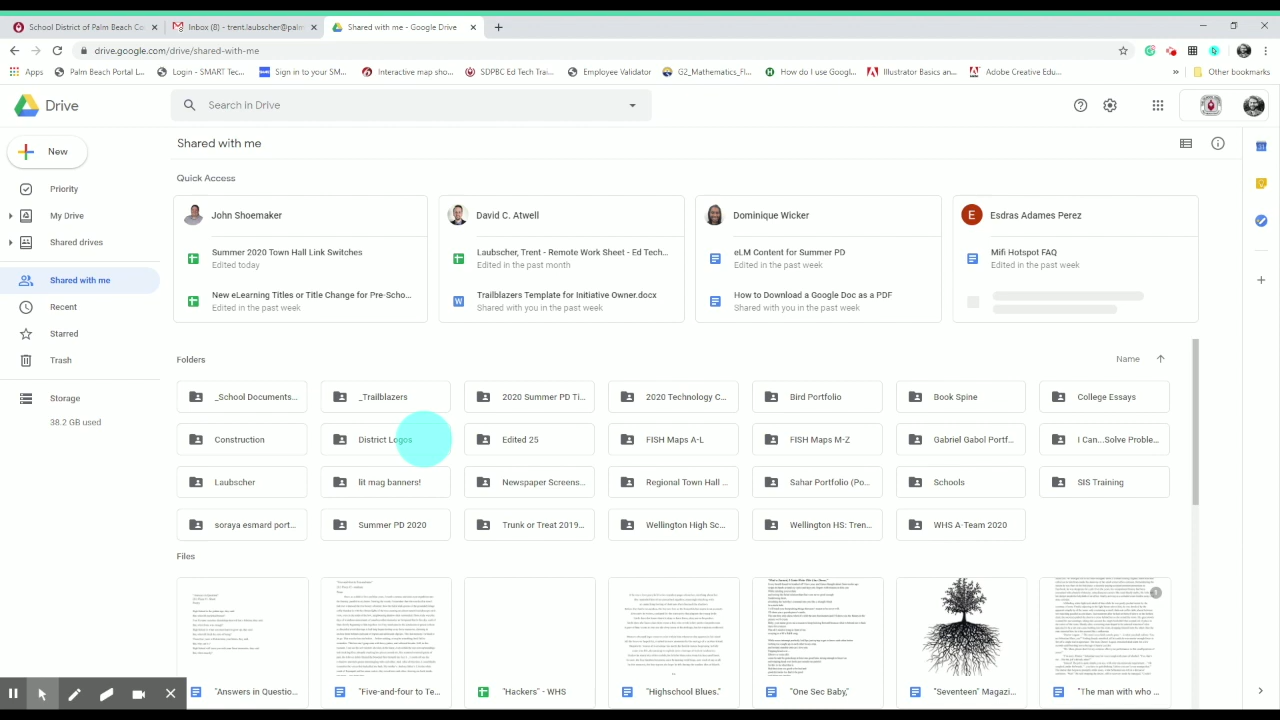 School District of Palm Beach Co
Inbox (8) - trent.laubscher@palm
Shared with me - Google Drive
drive.google.com/drive/shared-with-me
Apps
Palm Beach Portal L...
Login - SMART Tec...
Sign in to your SM...
Interactive map sho...
SDPBC Ed Tech Trai...
Employee Validator
G2_Mathematics_Fl...
How do I use Googl...
Illustrator Basics an...
Adobe Creative Edu...
»
Other bookmarks
Drive
Search in Drive
New
Shared with me
Quick Access
Priority
My Drive
Shared drives
Shared with me
Recent
Starred
Trash
Storage
38.2 GB used
John Shoemaker
Summer 2020 Town Hall Link Switches
Edited today
New eLearning Titles or Title Change for Pre-Scho...
Edited in the past week
David C. Atwell
Laubscher, Trent - Remote Work Sheet - Ed Tech...
Edited in the past month
Trailblazers Template for Initiative Owner.docx
Shared with you in the past week
Dominique Wicker
eLM Content for Summer PD
Edited in the past week
How to Download a Google Doc as a PDF
Shared with you in the past week
E
Esdras Adames Perez
Mifi Hotspot FAQ
Edited in the past week
Folders
Name
_School Documents...
_Trailblazers
2020 Summer PD Ti...
2020 Technology C...
Bird Portfolio
Book Spine
College Essays
Construction
District Logos
Edited 25
FISH Maps A-L
FISH Maps M-Z
Gabriel Gabol Portf...
I Can...Solve Proble...
Laubscher
lit mag banners!
Newspaper Screens...
Regional Town Hall ...
Sahar Portfolio (Po...
Schools
SIS Training
soraya esmard port...
Summer PD 2020
Trunk or Treat 2019...
Wellington High Sc...
Wellington HS: Tren...
WHS A-Team 2020
Files
"Five-and-four to Te...
"Hackers" - WHS
"Highschool Blues."
"One Sec Baby,"
"Seventeen" Magazi...
"The man with who ...